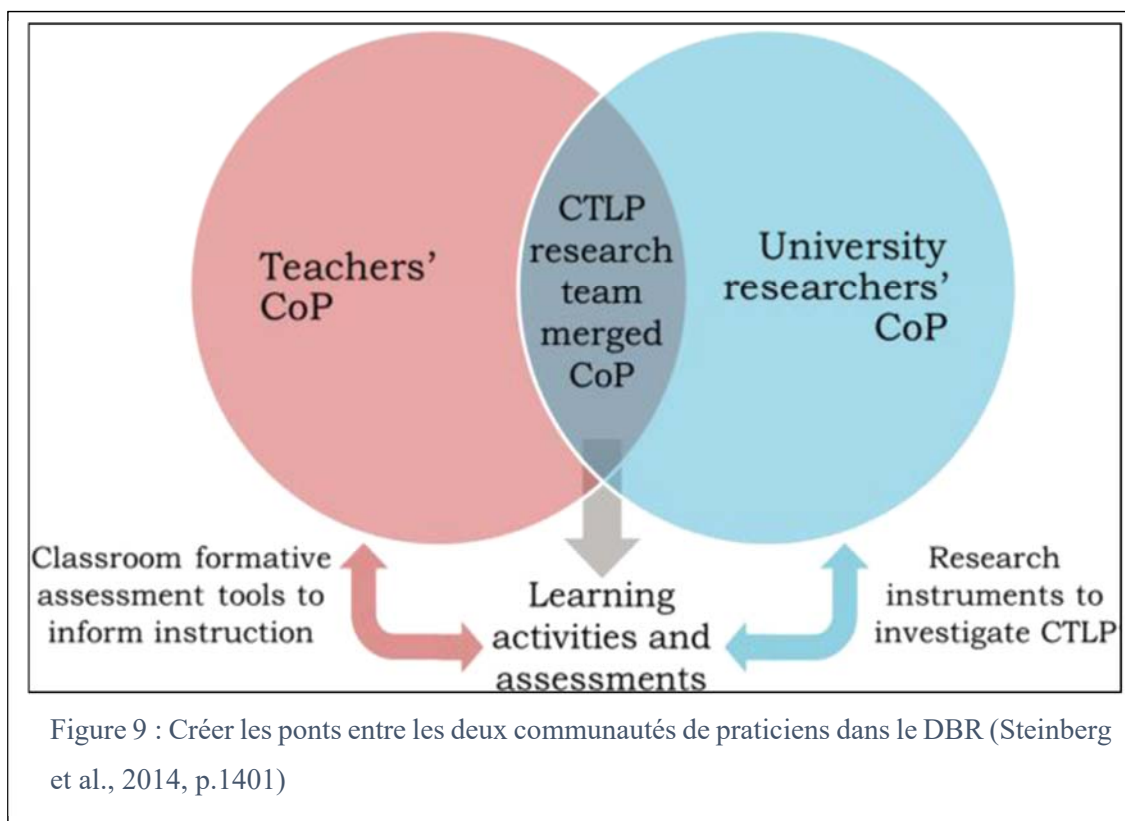 Teachers’
CoP
CTLP
research
team
merged
CoP
University
researchers’
CoP
Classroom formative
assessment tools to
inform instruction
Learning
activities and
assessments
Research
instruments to
investigate CTLP
Figure 9 : Créer les ponts entre les deux communautés de praticiens dans le DBR (Steinberg
et al., 2014, p.1401)